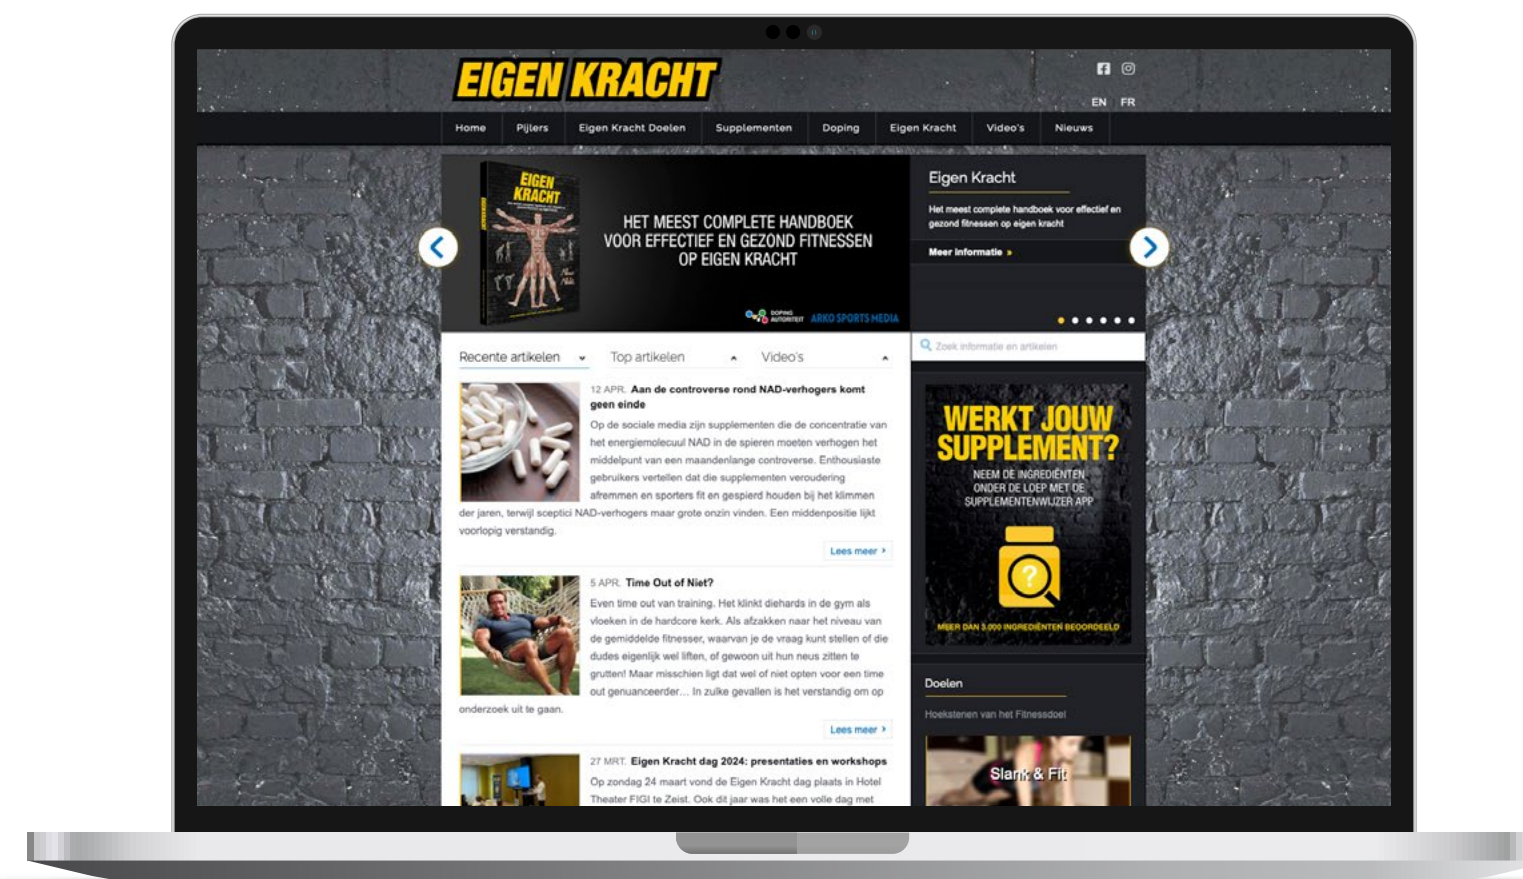 EIGEN KRACHT
EN FR
Home Pijlers Eigen Kracht Doelen Supplementen Doping Eigen Kracht Video's Nieuws
EIGEN
KRACHT
HET MEEST COMPLETE HANDBOEK
VOOR EFFECTIEF EN GEZOND FITNESSEN
OP EIGEN KRACHT
DOPING
AUTORITEIT
ARKO SPORTS MEDIA
Eigen Kracht
Het meest complete handboek voor effectief en
gezond fitnessen op eigen kracht
Meer informatie »
Zoek informatie en artikelen
Recente artikelen Top artikelen Video's
12 APR. Aan de controverse rond NAD-verhogers komt
geen einde
Op de sociale media zijn supplementen die de concentratie van
het energiemolecuul NAD in de spieren moeten verhogen het
middelpunt van een maandenlange controverse. Enthousiaste
gebruikers vertellen dat die supplementen veroudering
afremmen en sporters fit en gespierd houden bij het klimmen
der jaren, terwijl sceptici NAD-verhogers maar grote onzin vinden. Een middenpositie lijkt
voorlopig verstandig.
Lees meer ›
5 APR. Time Out of Niet?
Even time out van training. Het klinkt diehards in de gym als
vloeken in de hardcore kerk. Als afzakken naar het niveau van
de gemiddelde fitnesser, waarvan je de vraag kunt stellen of die
dudes eigenlijk wel liften, of gewoon uit hun neus zitten te
grutten! Maar misschien ligt dat wel of niet opten voor een time
out genuanceerder… In zulke gevallen is het verstandig om op
onderzoek uit te gaan.
Lees meer ›
27 MRT. Eigen Kracht dag 2024: presentaties en workshops
Op zondag 24 maart vond de Eigen Kracht dag plaats in Hotel
Theater FIGI te Zeist. Ook dit jaar was het een volle dag met
WERKT JOUW
SUPPLEMENT?
NEEM DE INGREDIËNTEN
ONDER DE LOEP MET DE
SUPPLEMENTENWIJZER APP
?
MEER DAN 3.000 INGREDIËNTEN BEOORDEELD
Doelen
Hoekstenen van het Fitnessdoel
Slank & Fit